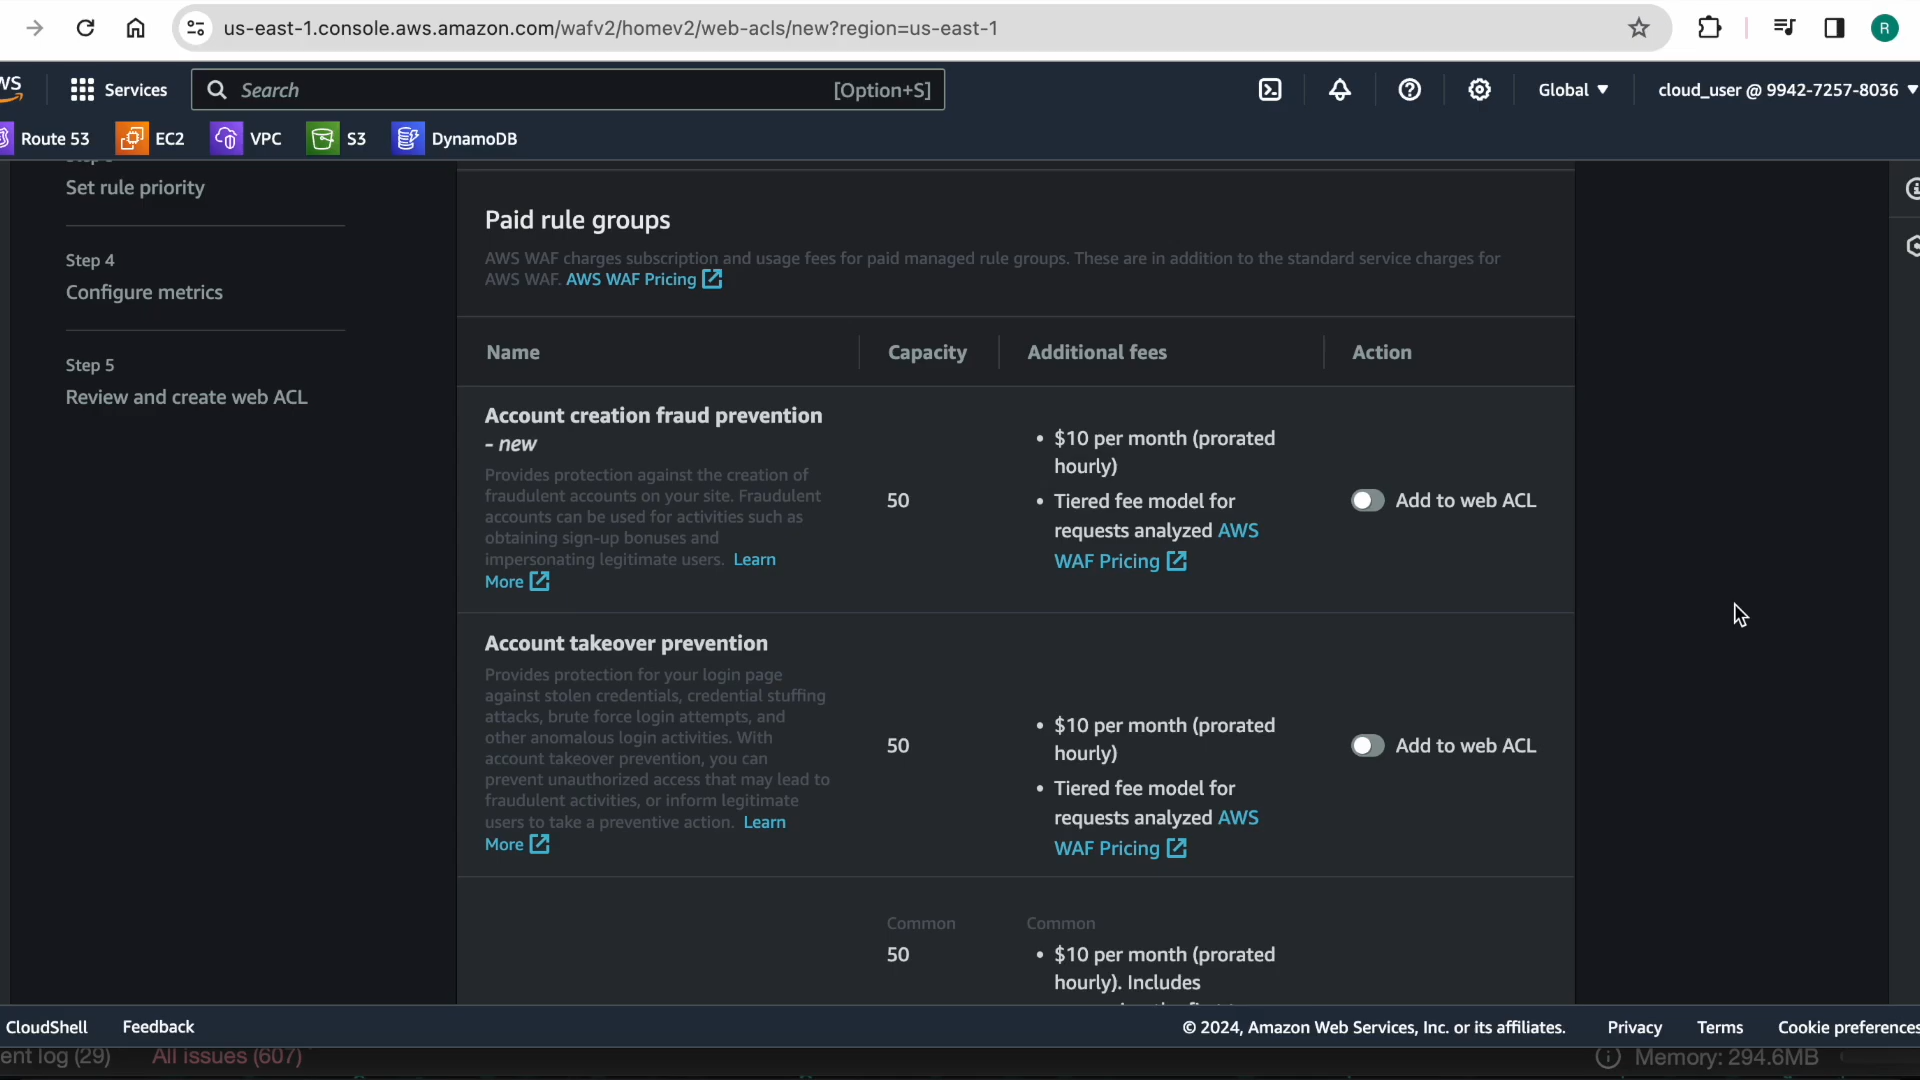 us-east-1.console.aws.amazon.com/wafv2/homev2/web-acls/new?region=us-east-1
R
Services
Search
[Option+S]
Global
cloud_user @ 9942-7257-8036
Route 53
EC2
VPC
S3
DynamoDB
Set rule priority
Step 4
Configure metrics
Step 5
Review and create web ACL
Paid rule groups
AWS WAF charges subscription and usage fees for paid managed rule groups. These are in addition to the standard service charges for
AWS WAF. AWS WAF Pricing
Name
Capacity
Additional fees
Action
Account creation fraud prevention
- new
Provides protection against the creation of
fraudulent accounts on your site. Fraudulent
accounts can be used for activities such as
obtaining sign-up bonuses and
impersonating legitimate users. Learn
More
50
• $10 per month (prorated
hourly)
• Tiered fee model for
requests analyzed AWS
WAF Pricing
Add to web ACL
Account takeover prevention
Provides protection for your login page
against stolen credentials, credential stuffing
attacks, brute force login attempts, and
other anomalous login activities. With
account takeover prevention, you can
prevent unauthorized access that may lead to
fraudulent activities, or inform legitimate
users to take a preventive action. Learn
More
50
• $10 per month (prorated
hourly)
• Tiered fee model for
requests analyzed AWS
WAF Pricing
Add to web ACL
Common
50
Common
• $10 per month (prorated
hourly). Includes
CloudShell
Feedback
© 2024, Amazon Web Services, Inc. or its affiliates.
Privacy
Terms
Cookie preferences
ent log (29)
All issues (607)
Memory: 294.6MB